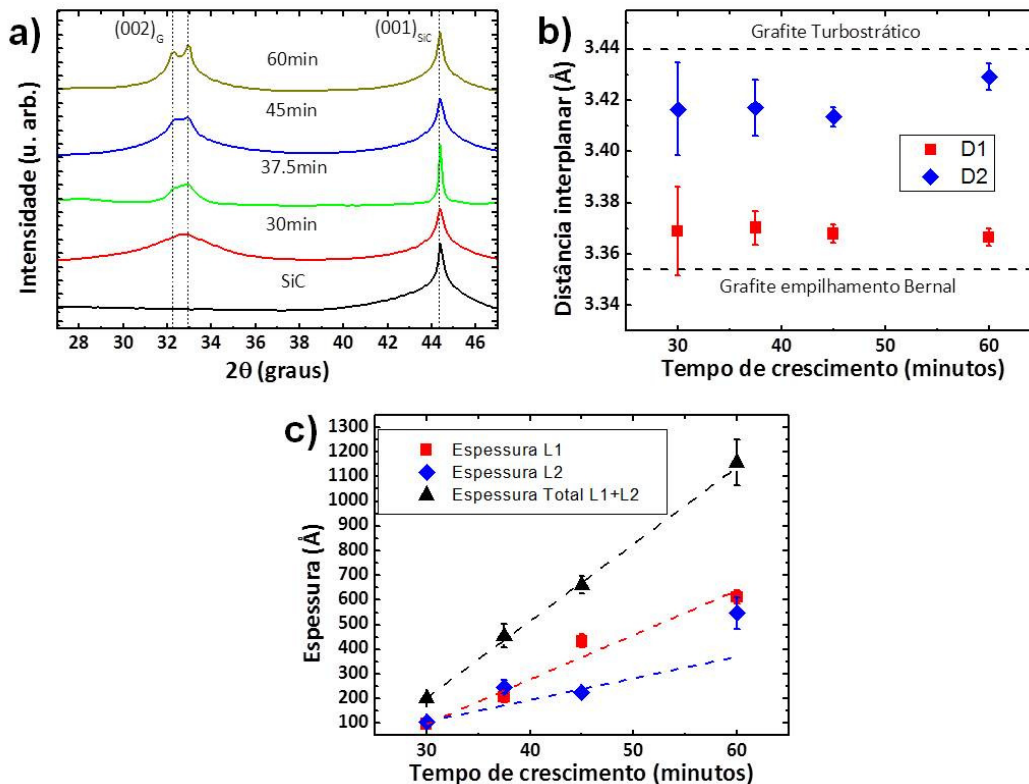 a)
(002)G
(001)SiC
60min
45min
37.5min
30min
SiC
Intensidade (u. arb.)
28 30 32 34 36 38 40 42 44 46
2θ (graus)
b)
Grafite Turbostrático
3.44
3.42
3.40
3.38
3.36
3.34
D1
D2
Grafite empilhamento Bernal
Distância interplanar (Å)
30 40 50 60
Tempo de crescimento (minutos)
c)
1300
1200
1100
1000
900
800
700
600
500
400
300
200
100
Espessura L1
Espessura L2
Espessura Total L1+L2
Espessura (Å)
30 40 50 60
Tempo de crescimento (minutos)